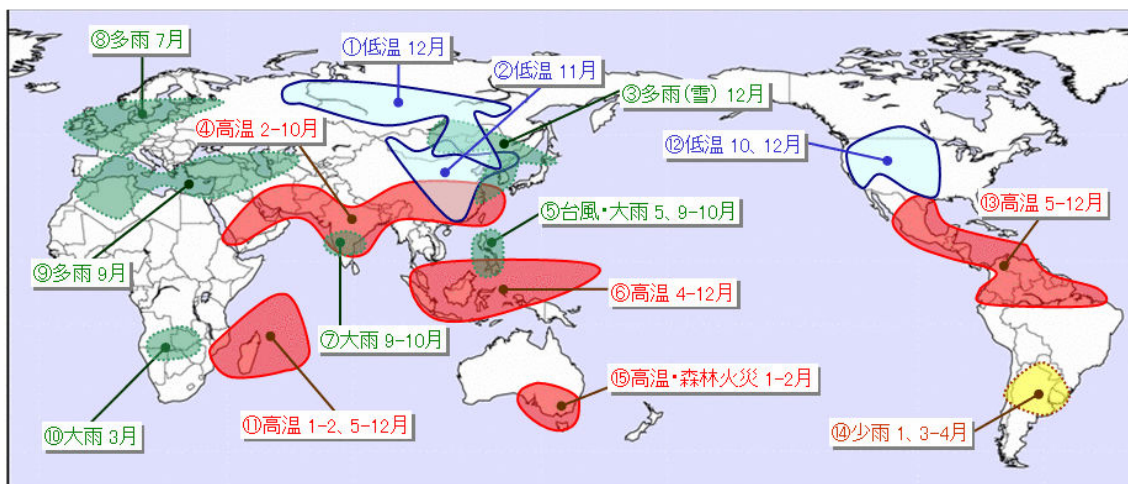 ⑧多雨 7月
①低温 12月
②低温 11月
③多雨(雪) 12月
④高温 2-10月
⑫低温 10、12月
⑬高温 5-12月
⑤台風・大雨 5、9-10月
⑨多雨 9月
⑥高温 4-12月
⑦大雨 9-10月
⑮高温・森林火災 1-2月
⑪高温 1-2、5-12月
⑩大雨 3月
⑭少雨 1、3-4月